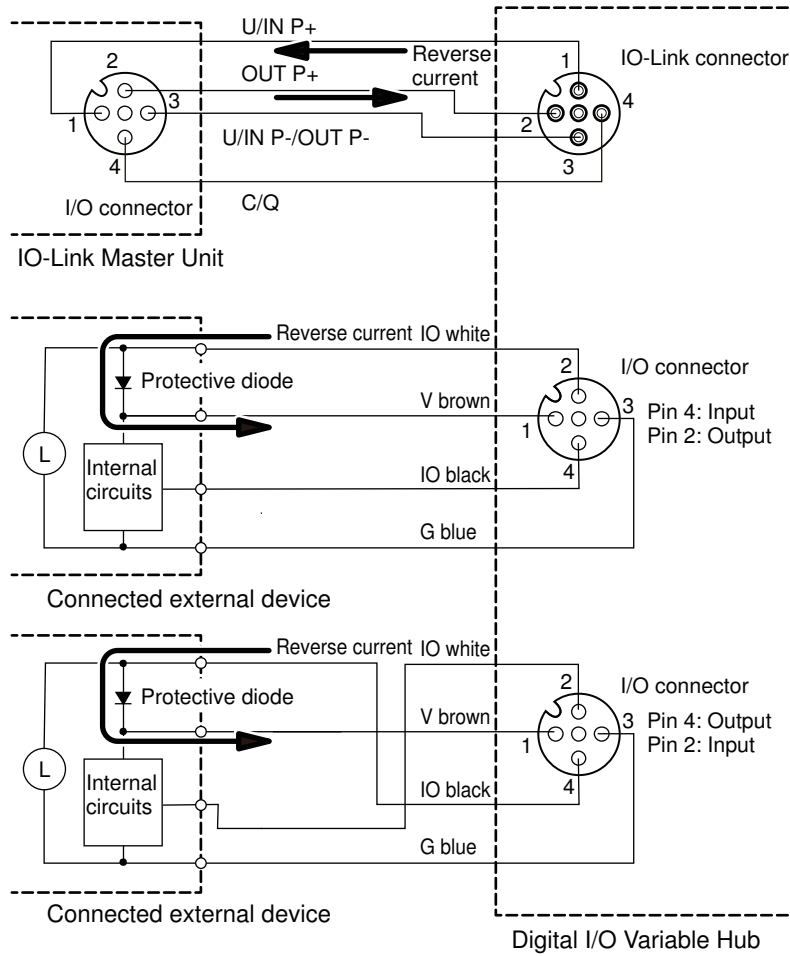 U/IN P+
Reverse
current
OUT P+
U/IN P-/OUT P-
C/Q
2
1
3
4
I/O connector
IO-Link Master Unit
1
2
4
3
IO-Link connector
Reverse current
IO white
Protective diode
V brown
L
Internal
circuits
IO black
G blue
2
1
3
4
I/O connector
Pin 4: Input
Pin 2: Output
Connected external device
Reverse current
IO white
Protective diode
V brown
L
Internal
circuits
IO black
G blue
2
1
3
4
I/O connector
Pin 4: Output
Pin 2: Input
Connected external device
Digital I/O Variable Hub